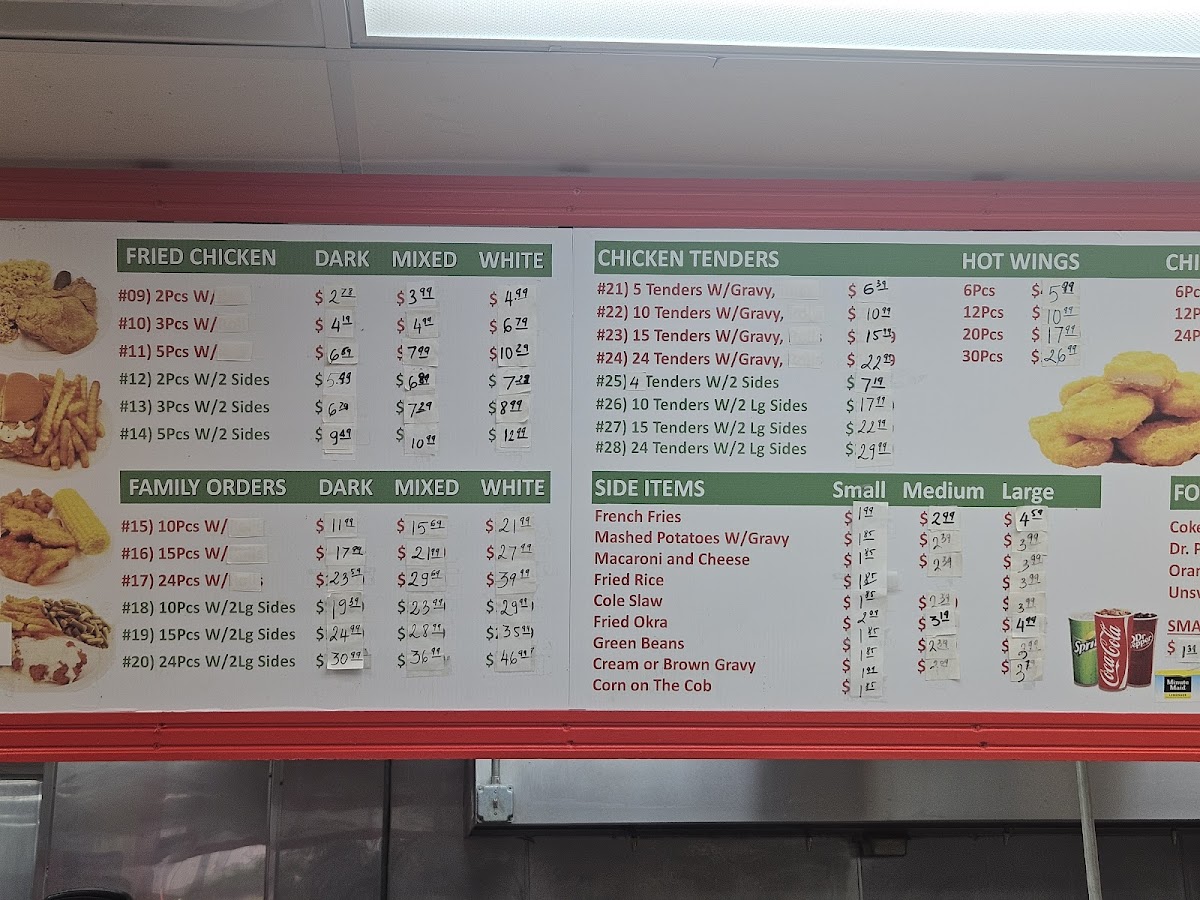 FRIED CHICKEN DARK MIXED WHITE
#09) 2Pcs W/ $ $3.99 $4.99
#10) 3Pcs W/ $4.19 $4.99 $6.79
#11) 5Pcs W/ $ $7.99 $10.29
#12) 2Pcs W/2 Sides $5.99 $6.89 $
#13) 3Pcs W/2 Sides $ $7.29 $8.99
#14) 5Pcs W/2 Sides $ $10.99 $12.99
FAMILY ORDERS DARK MIXED WHITE
#15) 10Pcs W/ $11.99 $15.69 $21.99
#16) 15Pcs W/ $17.99 $21.99 $27.99
#17) 24Pcs W/ $23.59 $29.69 $39.99
#18) 10Pcs W/2Lg Sides $19.59 $23.99 $29.99
#19) 15Pcs W/2Lg Sides $24.99 $28.99 $35.99
#20) 24Pcs W/2Lg Sides $30.99 $36.99 $46.99
CHICKEN TENDERS
#21) 5 Tenders W/Gravy, $6.39
#22) 10 Tenders W/Gravy, $10.99
#23) 15 Tenders W/Gravy, $15.99
#24) 24 Tenders W/Gravy, $22.99
#25) 4 Tenders W/2 Sides $7.19
#26) 10 Tenders W/2 Lg Sides $17.99
#27) 15 Tenders W/2 Lg Sides $22.99
#28) 24 Tenders W/2 Lg Sides $29.99
HOT WINGS
6Pcs $5.99
12Pcs $10.99
20Pcs $17.99
30Pcs $26.99
CHI
6Pc
12P
24P
SIDE ITEMS Small Medium Large
French Fries $1.99 $2.99 $4.59
Mashed Potatoes W/Gravy $1.85 $2.39 $3.99
Macaroni and Cheese $1.85 $2.39 $3.99
Fried Rice $1.85 $3.99
Cole Slaw $1.85 $2.39 $3.99
Fried Okra $2.09 $3.19 $4.99
Green Beans $1.85 $2.39 $3.99
Cream or Brown Gravy $1.99 $ $
Corn on The Cob $1.85
FO
Coke
Dr. P
Oran
Unsw
SMA
$1.39
Sprite
Coca-Cola
Dr Pepper
Minute Maid
LEMONADE